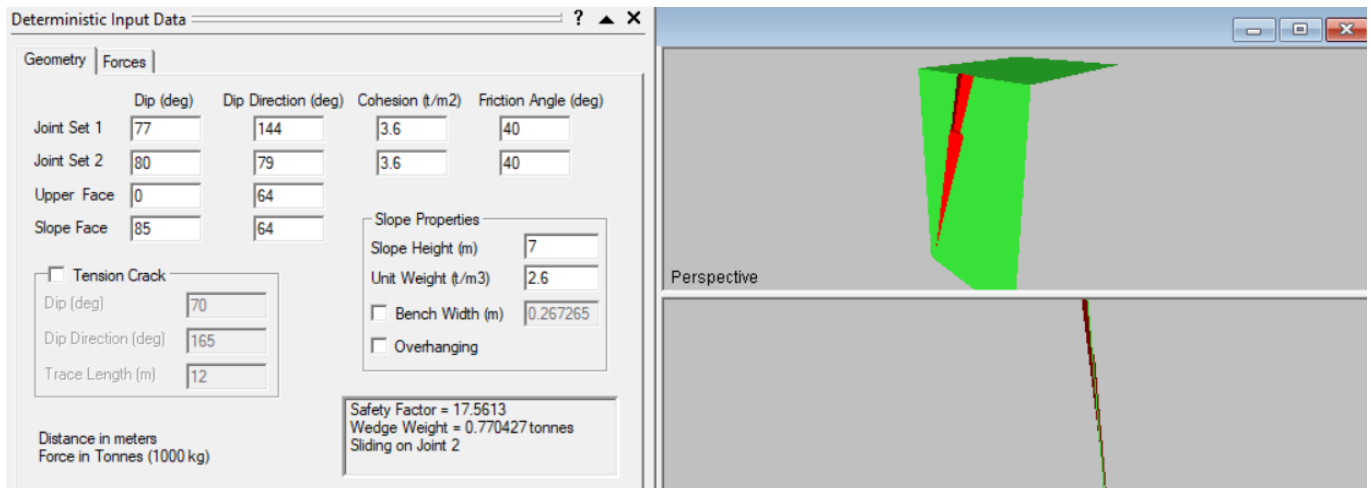 Deterministic Input Data ? ▲ X
Geometry Forces
Dip (deg) Dip Direction (deg) Cohesion (t/m2) Friction Angle (deg)
Joint Set 1 77 144 3.6 40
Joint Set 2 80 79 3.6 40
Upper Face 0 64
Slope Face 85 64
Slope Properties
Slope Height (m) 7
Unit Weight (t/m3) 2.6
Bench Width (m) 0.267265
Overhanging
Tension Crack
Dip (deg) 70
Dip Direction (deg) 165
Trace Length (m) 12
Safety Factor = 17.5613
Wedge Weight = 0.770427 tonnes
Sliding on Joint 2
Distance in meters
Force in Tonnes (1000 kg)
Perspective